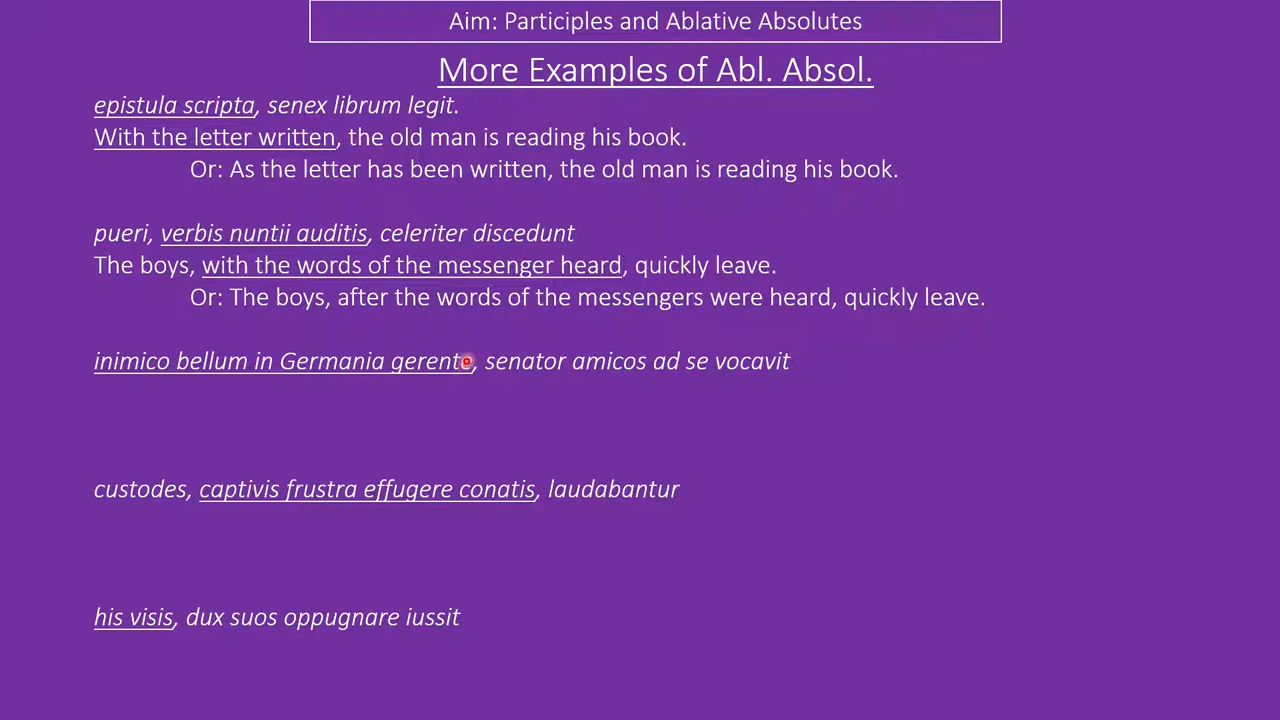 Aim: Participles and Ablative Absolutes
More Examples of Abl. Absol.
epistula scripta, senex librum legit.
With the letter written, the old man is reading his book.
Or: As the letter has been written, the old man is reading his book.
pueri, verbis nuntii auditis, celeriter discedunt
The boys, with the words of the messenger heard, quickly leave.
Or: The boys, after the words of the messengers were heard, quickly leave.
inimico bellum in Germania gerente, senator amicos ad se vocavit
custodes, captivis frustra effugere conatis, laudabantur
his visis, dux suos oppugnare iussit